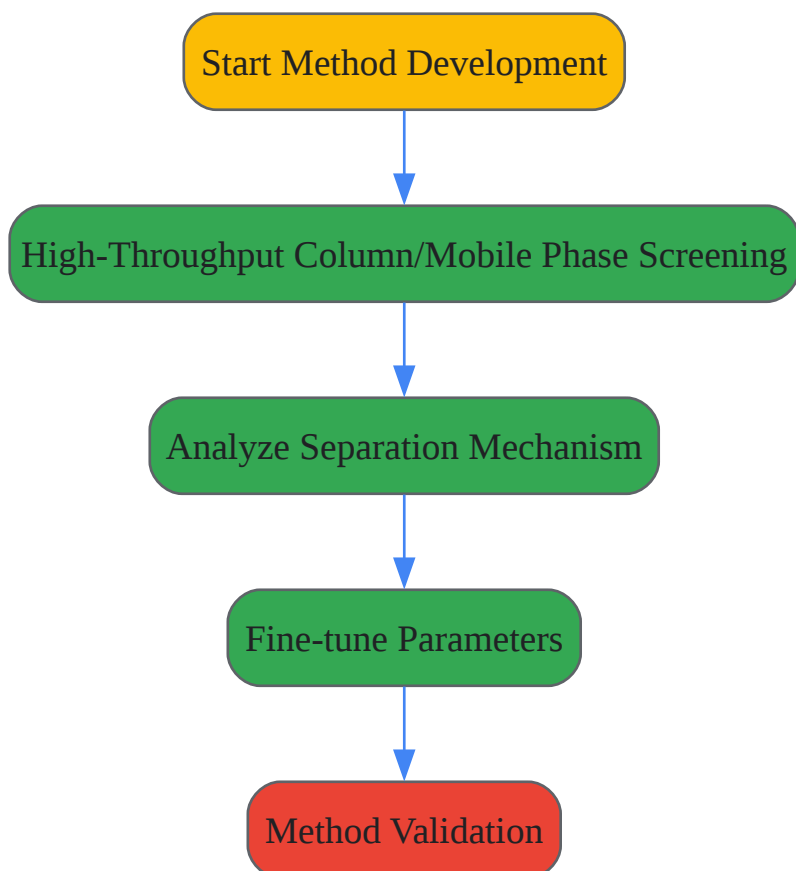 Start Method Development
High-Throughput Column/Mobile Phase Screening
Analyze Separation Mechanism
Fine-tune Parameters
Method Validation